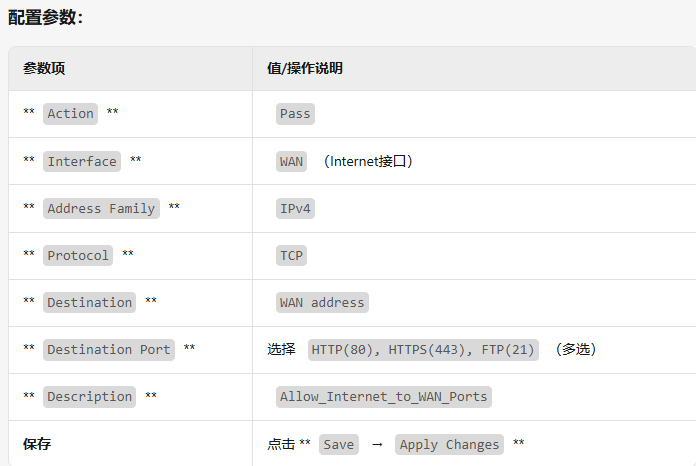 配置参数：
参数项 值/操作说明
** Action ** Pass
** Interface ** WAN （Internet接口）
** Address Family ** IPv4
** Protocol ** TCP
** Destination ** WAN address
** Destination Port ** 选择 HTTP(80), HTTPS(443), FTP(21) （多选）
** Description ** Allow_Internet_to_WAN_Ports
保存 点击 ** Save → Apply Changes **